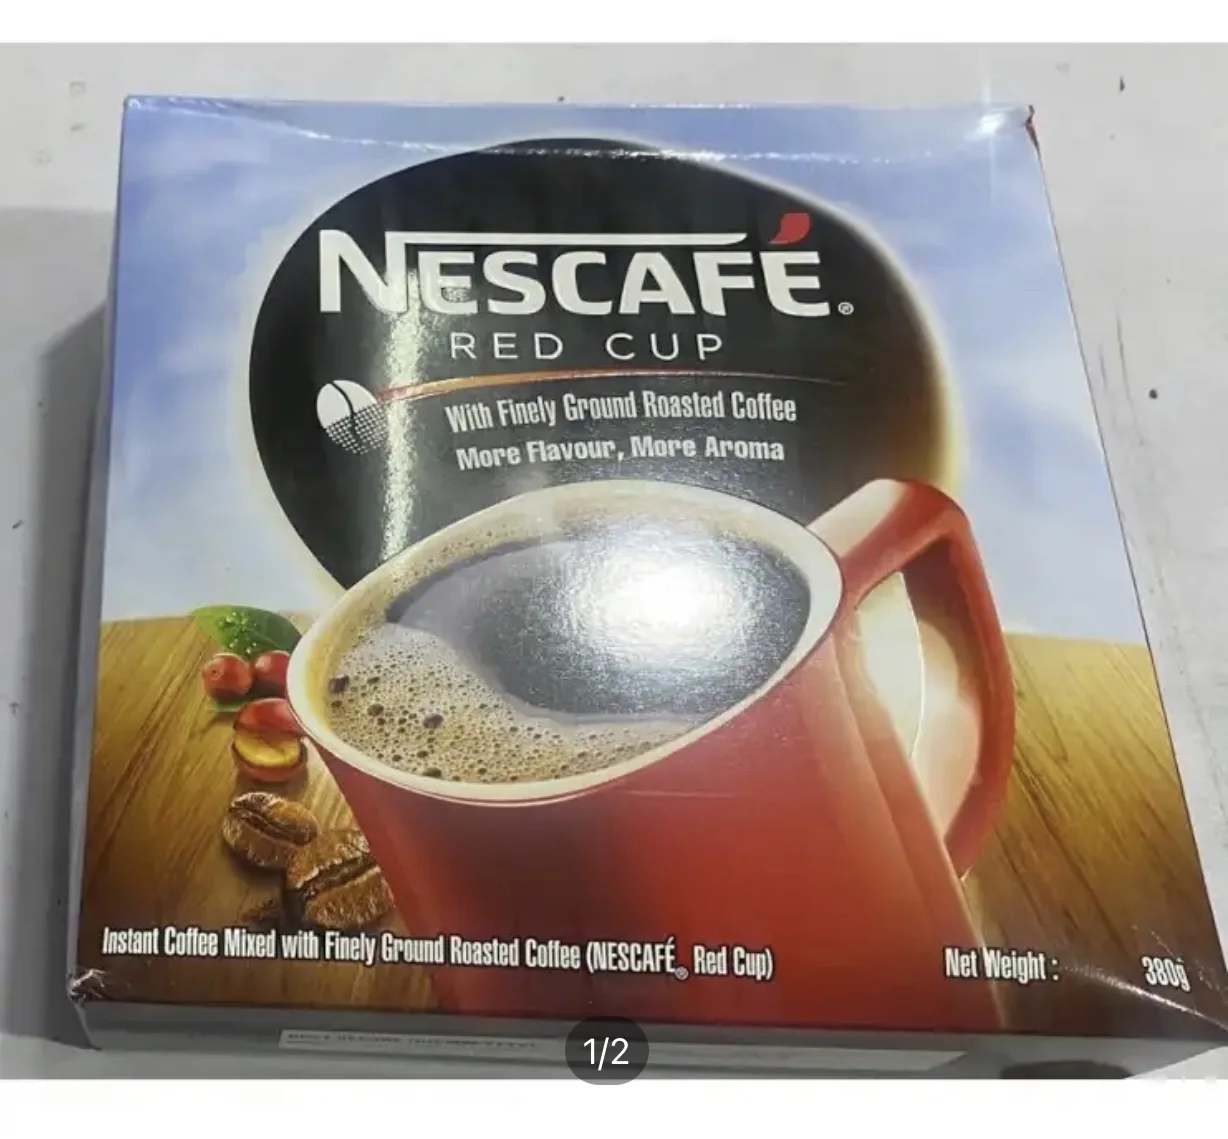 NESCAFÉ®
RED CUP
With Finely Ground Roasted Coffee
More Flavour, More Aroma
Instant Coffee Mixed with Finely Ground Roasted Coffee (NESCAFÉ® Red Cup)
Net Weight : 380g
1/2